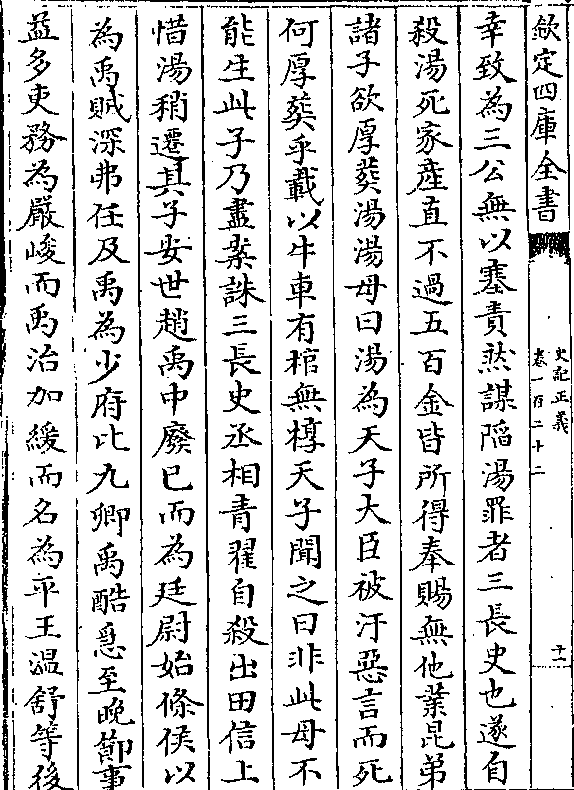 欽定四庫全書
史記正義
卷一百二十二
十一
幸致為三公無以塞責然謀陷湯罪者三長史也遂自
殺湯死家產直不過五百金皆所得奉賜無他業昆弟
諸子欲厚葬湯湯母曰湯為天子大臣被汙惡言而死
何厚葬乎載以牛車有棺無槨天子聞之曰非此母不
能生此子乃盡案誅三長史丞相青翟自殺出田信上
惜湯稍遷其子安世趙禹中廢已而為廷尉始條侯以
為禹賊深弗任及禹為少府比九卿禹酷急至晚節事
益多吏務為嚴峻而禹治加緩而名為平王溫舒等後